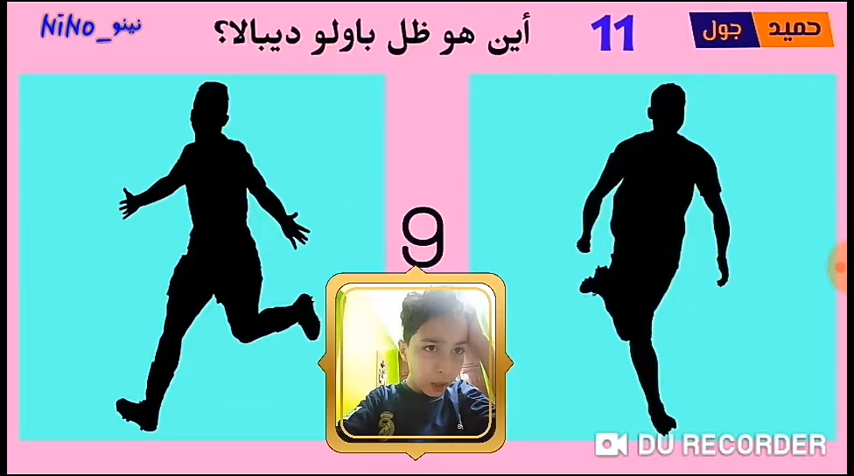 NiNo_نينو
أين هو ظل باولو ديبالا؟
11
حميد جول
9
DU RECORDER